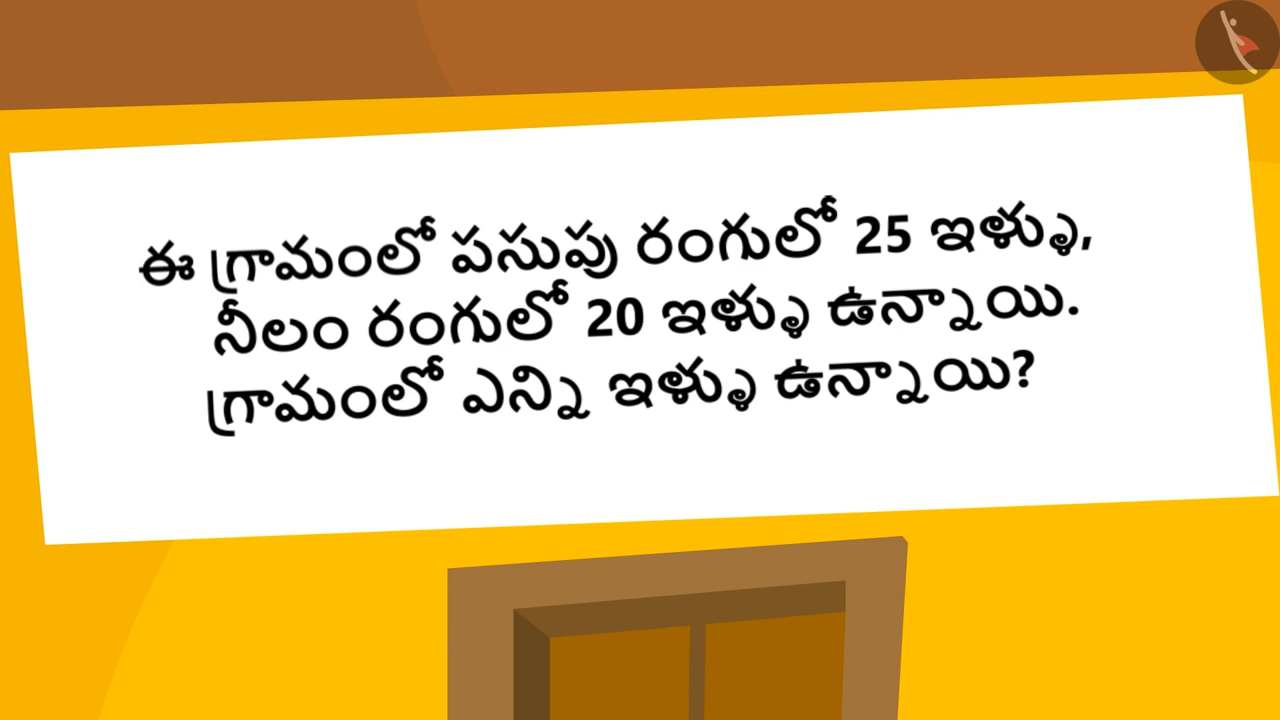 ఈ గ్రామంలో పసుపు రంగులో 25 ఇళ్ళు,
నీలం రంగులో 20 ఇళ్ళు ఉన్నాయి.
గ్రామంలో ఎన్ని ఇళ్ళు ఉన్నాయి?